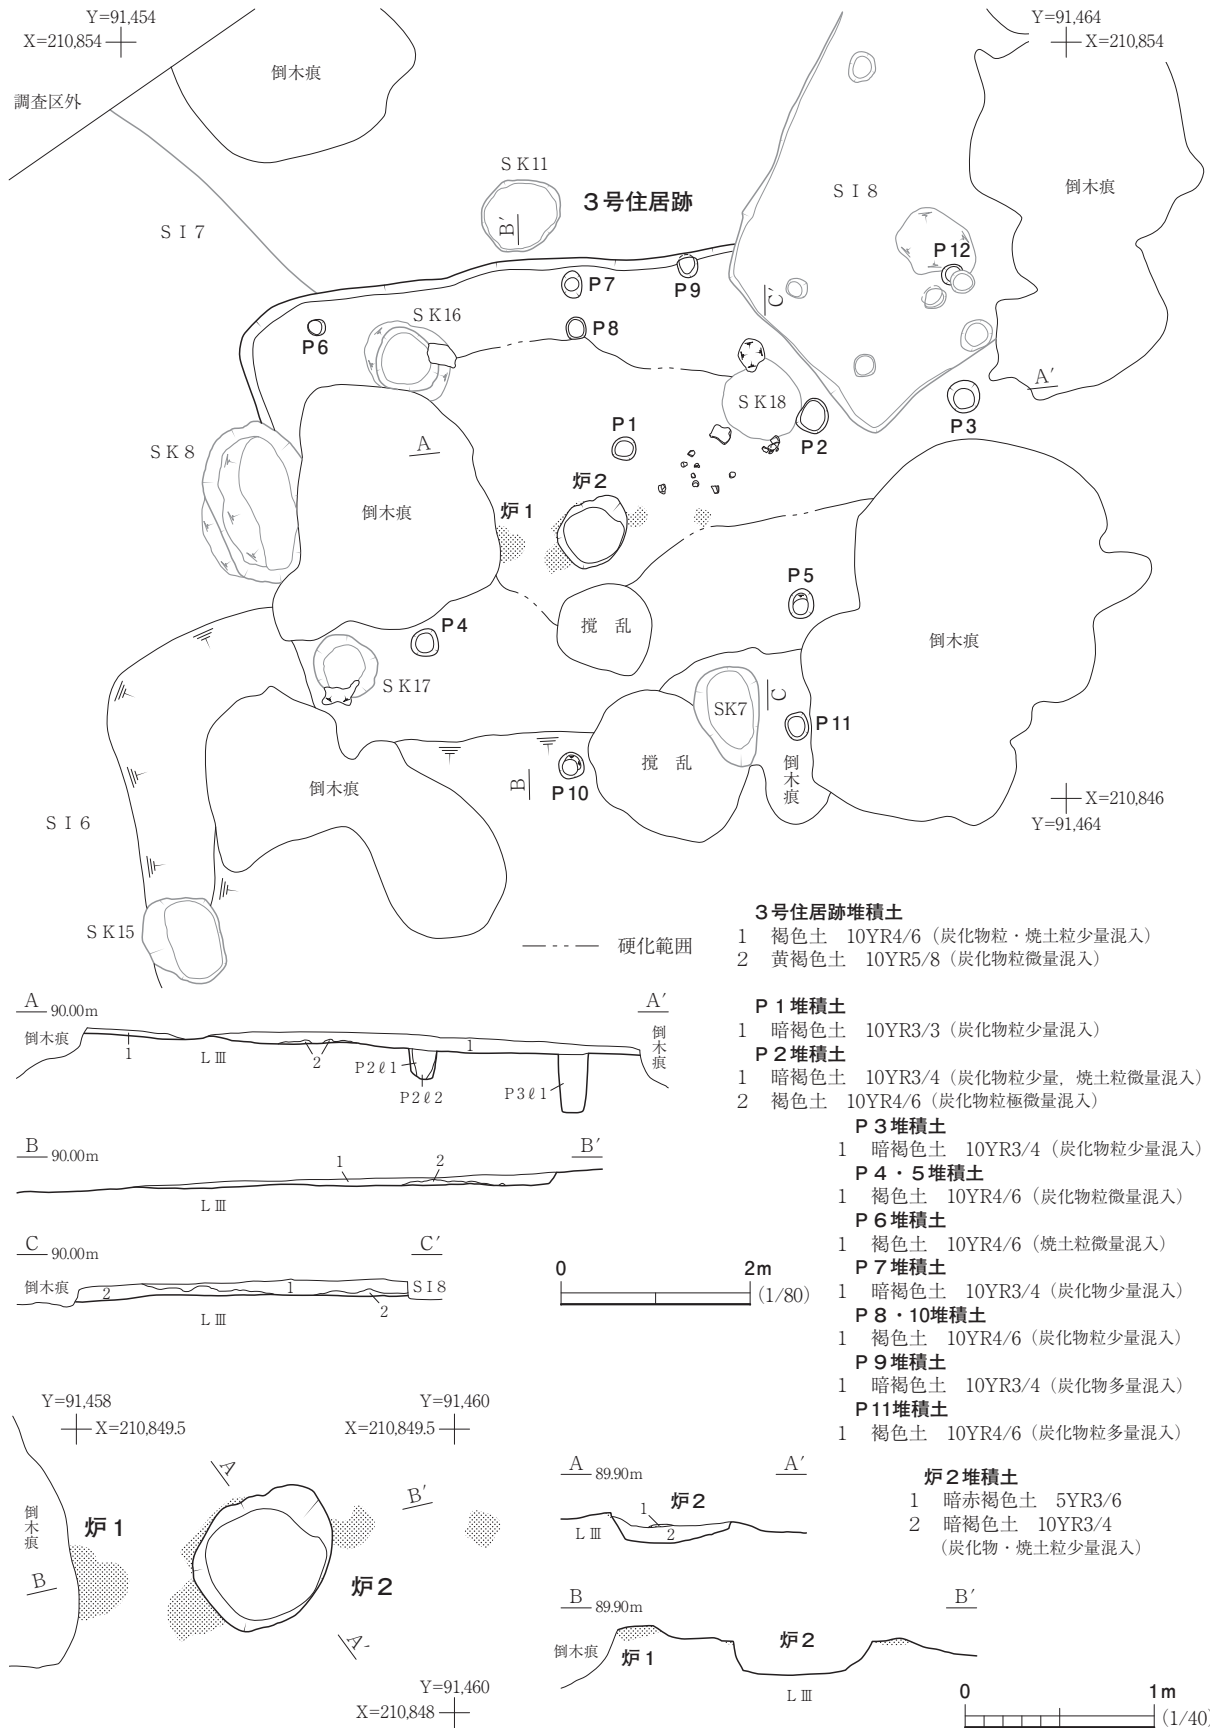 Y=91,454
X=210,854
Y=91,464
X=210,854
倒木痕
調査区外
SK11
3号住居跡
B′
SI7
SI8
倒木痕
P12
P7
P9
C′
SK16
P6
P8
A′
SK18
P3
P1
P2
SK8
A
炉2
倒木痕
炉1
P5
P4
撹 乱
倒木痕
SK17
C
SK7
P11
倒木痕
撹 乱
倒木痕
B
P10
X=210,846
Y=91,464
SI6
SK15
硬化範囲
3号住居跡堆積土
1 褐色土 10YR4/6（炭化物粒・焼土粒少量混入）
2 黄褐色土 10YR5/8（炭化物粒微量混入）
P1堆積土
1 暗褐色土 10YR3/3（炭化物粒少量混入）
P2堆積土
1 暗褐色土 10YR3/4（炭化物粒少量，焼土粒微量混入）
2 褐色土 10YR4/6（炭化物粒極微量混入）
P3堆積土
1 暗褐色土 10YR3/4（炭化物粒少量混入）
P4・5堆積土
1 褐色土 10YR4/6（炭化物粒微量混入）
P6堆積土
1 褐色土 10YR4/6（焼土粒微量混入）
P7堆積土
1 暗褐色土 10YR3/4（炭化物少量混入）
P8・10堆積土
1 褐色土 10YR4/6（炭化物粒少量混入）
P9堆積土
1 暗褐色土 10YR3/4（炭化物多量混入）
P11堆積土
1 褐色土 10YR4/6（炭化物粒多量混入）
A 90.00m A′
倒木痕 1 LⅢ 2 1 倒木痕
P2ℓ1
P2ℓ2
P3ℓ1
B 90.00m B′
1 2
LⅢ
C 90.00m C′
倒木痕 2 1 SI8
LⅢ 2
0 2m
(1/80)
Y=91,458
X=210,849.5
Y=91,460
X=210,849.5
A
B′
倒木痕
炉1
B
炉2
A′
Y=91,460
X=210,848
A 89.90m A′
炉2
1
LⅢ 2
炉2堆積土
1 暗赤褐色土 5YR3/6
2 暗褐色土 10YR3/4
（炭化物・焼土粒少量混入）
B 89.90m B′
倒木痕 炉1 炉2
LⅢ
0 1m
(1/40)